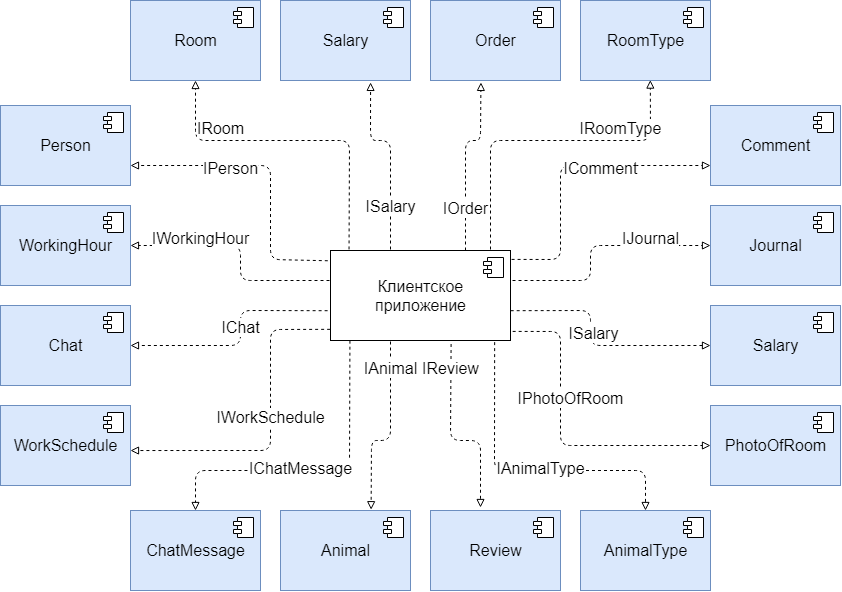 Room
Salary
Order
RoomType
IRoom
IRoomType
Person
Comment
IPerson
IComment
ISalary
IOrder
WorkingHour
IWorkingHour
IJournal
Journal
Клиентское
приложение
Chat
IChat
ISalary
Salary
IAnimal
IReview
IPhotoOfRoom
IWorkSchedule
WorkSchedule
PhotoOfRoom
IChatMessage
IAnimalType
ChatMessage
Animal
Review
AnimalType